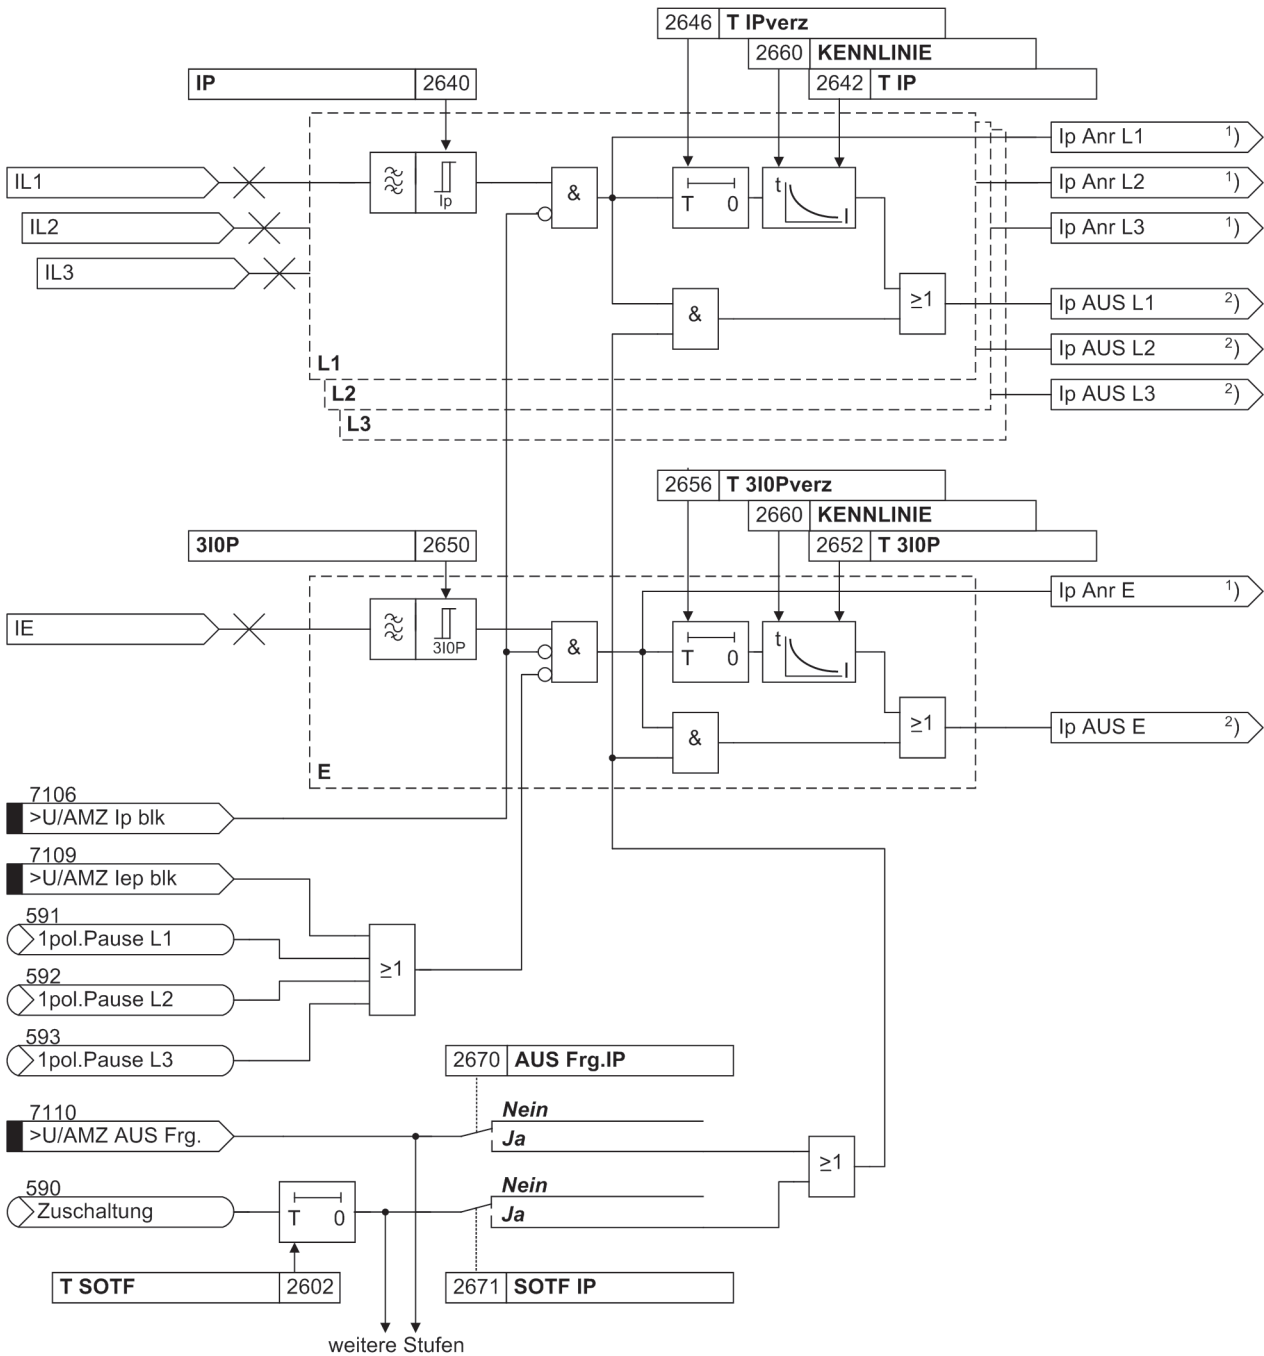 2646 T IPverz
2660 KENNLINIE
IP 2640
2642 T IP
Ip Anr L1 1)
IL1
Ip
&
T 0
t I
Ip Anr L2 1)
IL2
Ip Anr L3 1)
IL3
&
≥1
Ip AUS L1 2)
L1
Ip AUS L2 2)
L2
Ip AUS L3 2)
L3
2656 T 3I0Pverz
2660 KENNLINIE
3I0P 2650
2652 T 3I0P
Ip Anr E 1)
IE
3I0P
&
T 0
t I
&
≥1
Ip AUS E 2)
E
7106
>U/AMZ Ip blk
7109
>U/AMZ Iep blk
591
1pol.Pause L1
≥1
592
1pol.Pause L2
593
1pol.Pause L3
2670 AUS Frg.IP
7110
>U/AMZ AUS Frg.
Nein
Ja
≥1
590
Zuschaltung
T 0
Nein
Ja
T SOTF 2602
2671 SOTF IP
weitere Stufen